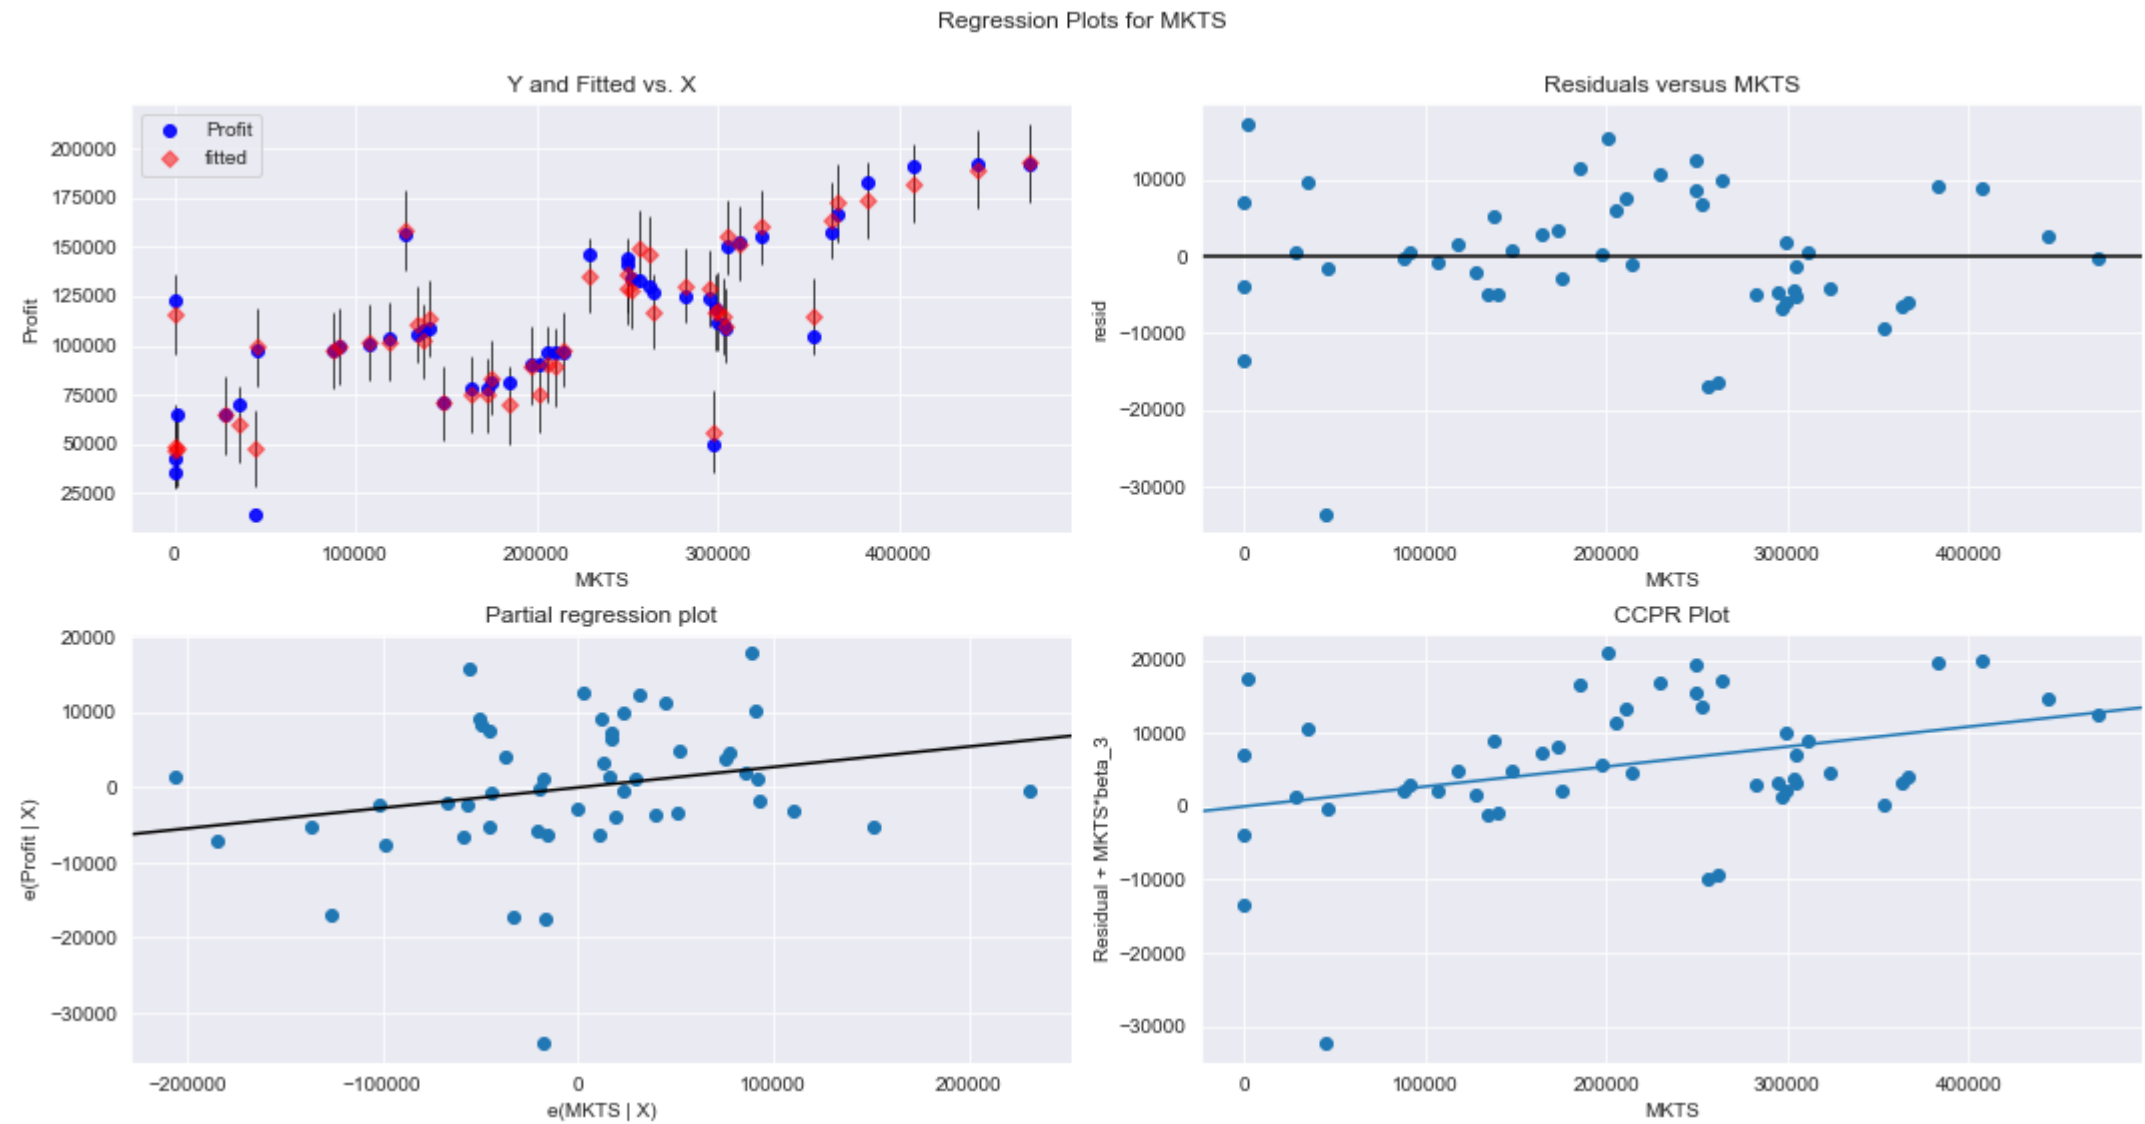 Regression Plots for MKTS
Y and Fitted vs. X
Profit
fitted
200000
175000
150000
125000
100000
75000
50000
25000
Profit
0 100000 200000 300000 400000
MKTS
Residuals versus MKTS
10000
0
−10000
−20000
−30000
resid
0 100000 200000 300000 400000
MKTS
Partial regression plot
20000
10000
0
−10000
−20000
−30000
e(Profit | X)
−200000 −100000 0 100000 200000
e(MKTS | X)
CCPR Plot
20000
10000
0
−10000
−20000
−30000
Residual + MKTS*beta_3
0 100000 200000 300000 400000
MKTS